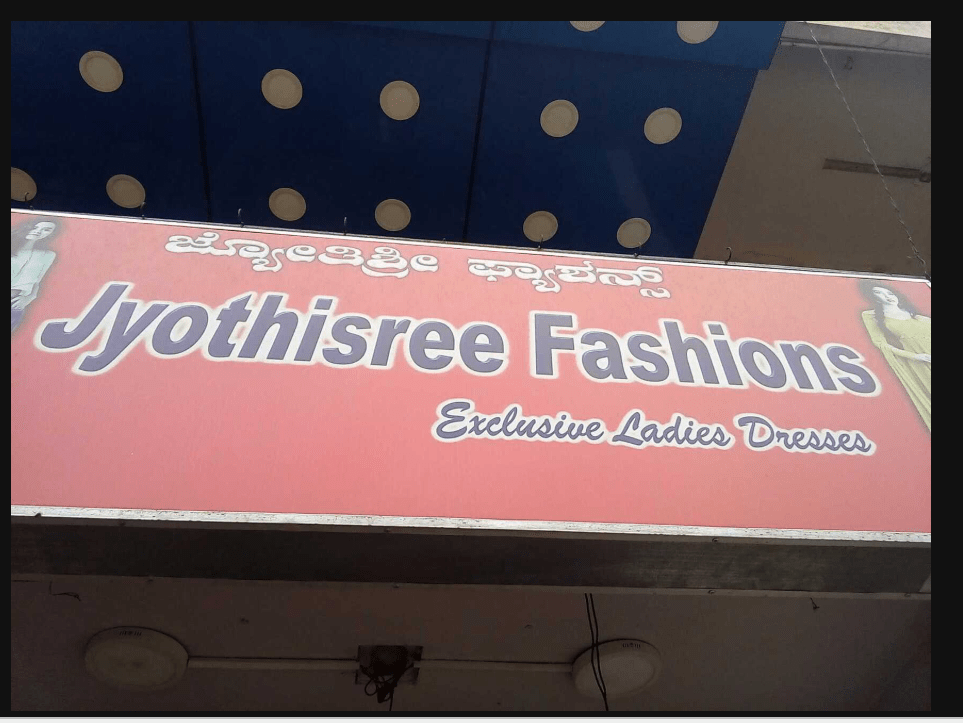 ಜ್ಯೋತಿಶ್ರೀ ಫ್ಯಾಶನ್ಸ್
Jyothisree Fashions
Exclusive Ladies Dresses